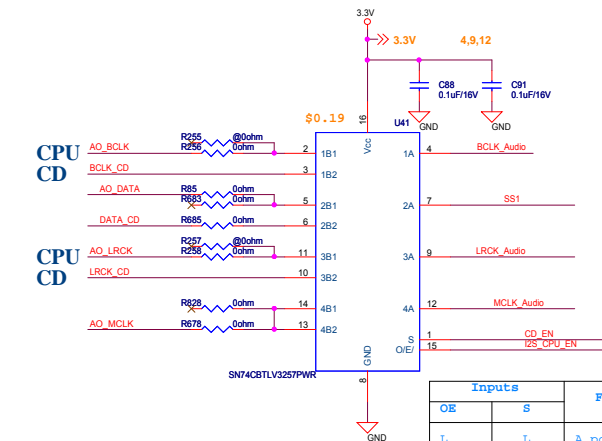 3.3V
3.3V 4,9,12
C88
0.1uF/16V
C91
0.1uF/16V
GND
GND
$0.19
U41
16
Vcc
CPU AO_BCLK R255 @0ohm
R256 0ohm 2 1B1 1A 4 BCLK_Audio
CD BCLK_CD 3 1B2
AO_DATA R85 0ohm
R683 0ohm 5 2B1 2A 7 SS1
DATA_CD R685 0ohm 6 2B2
R257 @0ohm
CPU AO_LRCK R258 0ohm 11 3B1 3A 9 LRCK_Audio
CD LRCK_CD 10 3B2
R828 0ohm 14 4B1 4A 12 MCLK_Audio
AO_MCLK R678 0ohm 13 4B2
S 1 CD_EN
O/E/ 15 I2S_CPU_EN
GND
SN74CBTLV3257PWR
8
GND
Inputs
OE S
L L